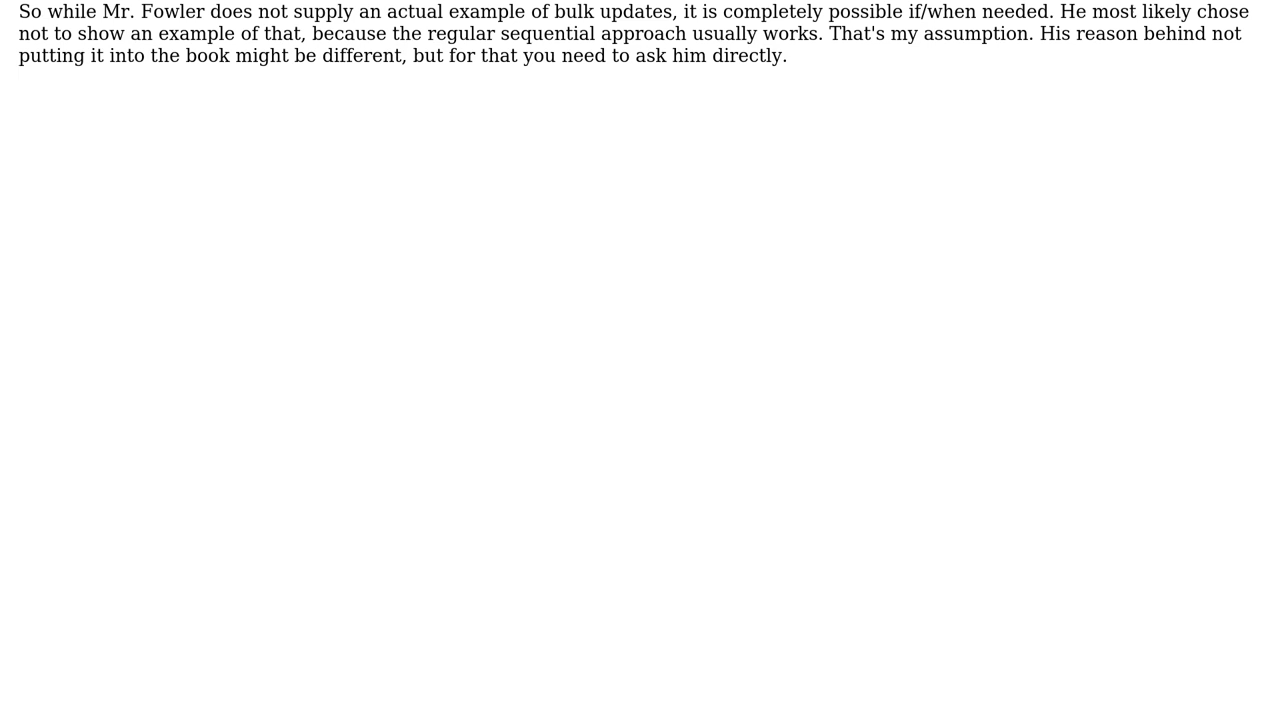 So while Mr. Fowler does not supply an actual example of bulk updates, it is completely possible if/when needed. He most likely chose
not to show an example of that, because the regular sequential approach usually works. That's my assumption. His reason behind not
putting it into the book might be different, but for that you need to ask him directly.